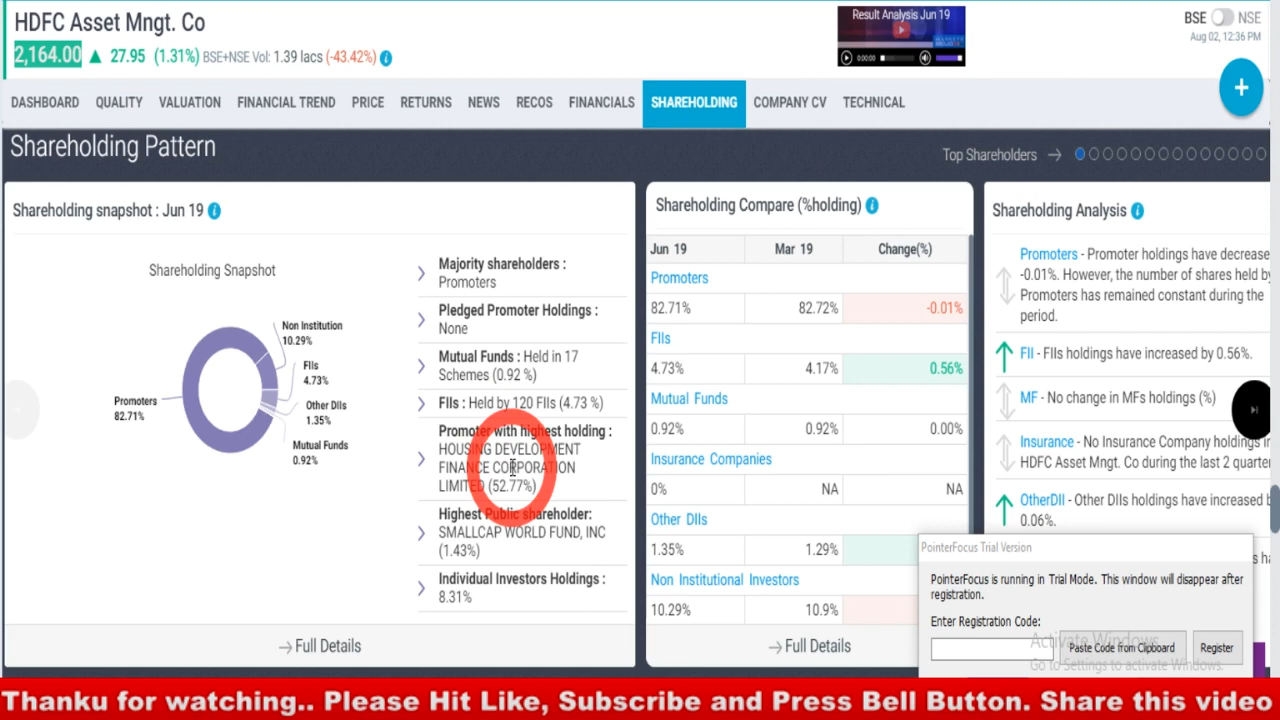 HDFC Asset Mngt. Co
2,164.00 ▲ 27.95 (1.31%) BSE+NSE Vol: 1.39 lacs (-43.42%)
Result Analysis Jun 19
0:00:00
BSE NSE
Aug 02, 12:36 PM
+
DASHBOARD QUALITY VALUATION FINANCIAL TREND PRICE RETURNS NEWS RECOS FINANCIALS SHAREHOLDING COMPANY CV TECHNICAL
Shareholding Pattern
Top Shareholders →
Shareholding snapshot : Jun 19
Shareholding Snapshot
Non Institution
10.29%
FIIs
4.73%
Other DIIs
1.35%
Mutual Funds
0.92%
Promoters
82.71%
Majority shareholders :
Promoters
Pledged Promoter Holdings :
None
Mutual Funds : Held in 17
Schemes (0.92 %)
FIIs : Held by 120 FIIs (4.73 %)
Promoter with highest holding :
HOUSING DEVELOPMENT
FINANCE CORPORATION
LIMITED (52.77%)
Highest Public shareholder:
SMALLCAP WORLD FUND, INC
(1.43%)
Individual Investors Holdings :
8.31%
→ Full Details
Shareholding Compare (%holding)
Jun 19 Mar 19 Change(%)
Promoters
82.71% 82.72% -0.01%
FIIs
4.73% 4.17% 0.56%
Mutual Funds
0.92% 0.92% 0.00%
Insurance Companies
0% NA NA
Other DIIs
1.35% 1.29%
Non Institutional Investors
10.29% 10.9%
→ Full Details
Shareholding Analysis
Promoters - Promoter holdings have decrease
-0.01%. However, the number of shares held by
Promoters has remained constant during the
period.
FII - FIIs holdings have increased by 0.56%.
MF - No change in MFs holdings (%)
Insurance - No Insurance Company holdings in
HDFC Asset Mngt. Co during the last 2 quarte
OtherDII - Other DIIs holdings have increased b
0.06%.
PointerFocus Trial Version
PointerFocus is running in Trial Mode. This window will disappear after
registration.
Enter Registration Code:
Paste Code from Clipboard Register
Activate Windows
Go to Settings to activate Windows.
Thanku for watching.. Please Hit Like, Subscribe and Press Bell Button. Share this video